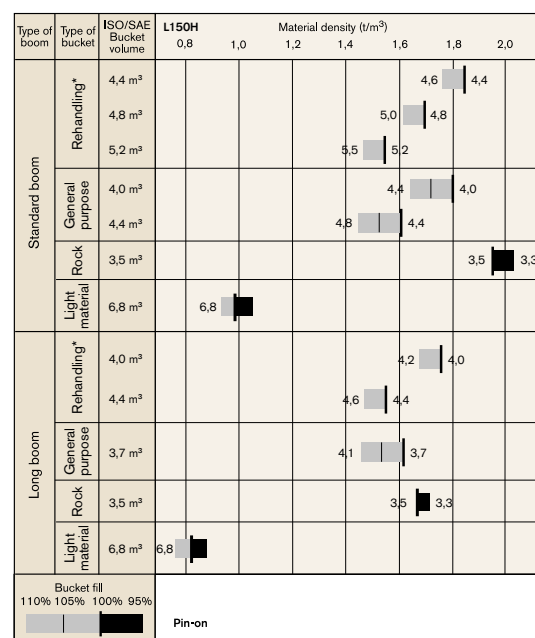 Type of boom Type of bucket ISO/SAE Bucket volume L150H Material density (t/m³)
0,8 1,0 1,4 1,6 1,8 2,0
Standard boom
Rehandling*
4,4 m³ 4,6 4,4
4,8 m³ 5,0 4,8
5,2 m³ 5,5 5,2
General purpose
4,0 m³ 4,4 4,0
4,4 m³ 4,8 4,4
Rock
3,5 m³ 3,5 3,3
Light material
6,8 m³ 6,8
Long boom
Rehandling*
4,0 m³ 4,2 4,0
4,4 m³ 4,6 4,4
General purpose
3,7 m³ 4,1 3,7
Rock
3,5 m³ 3,5 3,3
Light material
6,8 m³ 6,8
Bucket fill
110% 105% 100% 95%
Pin-on